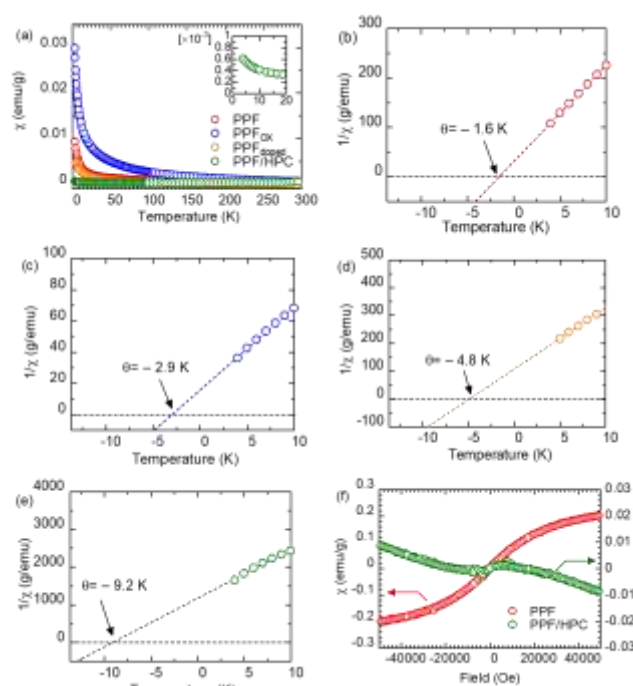 (a)
χ (emu/g)
0.03
0.02
0.01
0
0 50 100 150 200 250 300
Temperature (K)
1
0.8
0.6
0.4
0.2
0
0 10 20
PPF
PPFox
PPFdoped
PPF/HPC
(b)
1/χ (g/emu)
300
200
100
0
θ= − 1.6 K
-10 -5 0 5 10
Temperature (K)
(c)
1/χ (g/emu)
100
80
60
40
20
0
θ= − 2.9 K
-10 -5 0 5 10
Temperature (K)
(d)
1/χ (g/emu)
500
400
300
200
100
0
-100
θ= − 4.8 K
-10 -5 0 5 10
Temperature (K)
(e)
1/χ (g/emu)
4000
3000
2000
1000
0
θ= − 9.2 K
-10 -5 0 5 10
Temperature (K)
(f)
χ (emu/g)
0.3
0.2
0.1
0
-0.1
-0.2
-0.3
0.02
0.01
0
-0.01
-0.02
-0.03
PPF
PPF/HPC
-40000 -20000 0 20000 40000
Field (Oe)